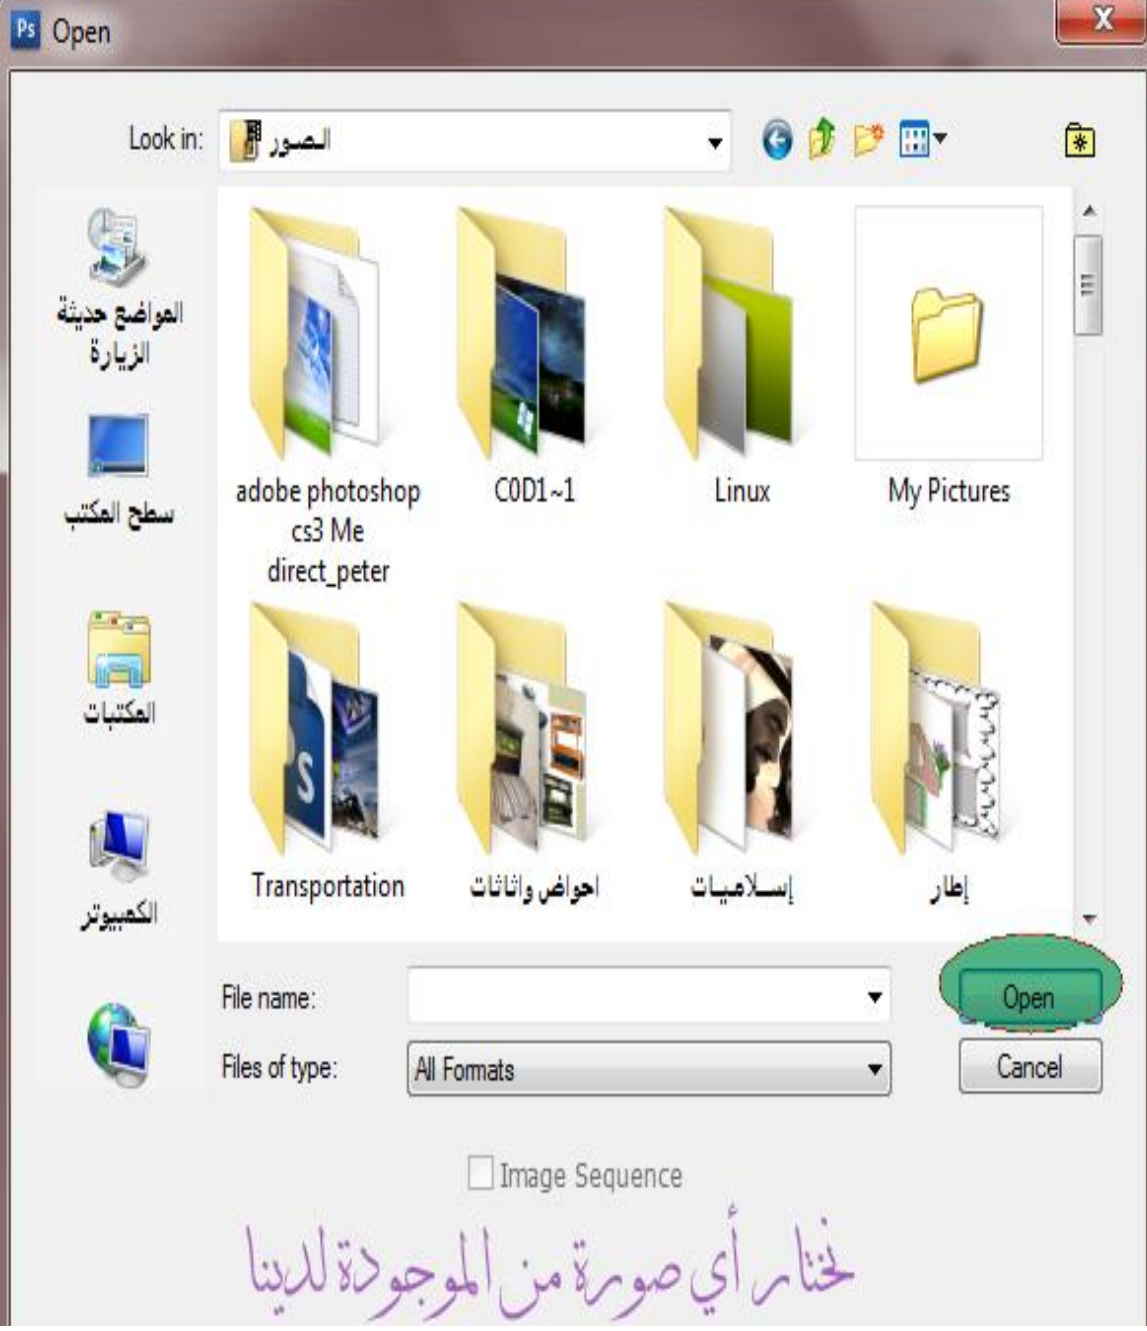 Ps Open
X
Look in: الصور
المواضع حديثة
الزيارة
سطح المكتب
المكتبات
الكمبيوتر
adobe photoshop
cs3 Me
direct_peter
C0D1~1
Linux
My Pictures
S
Transportation
احواض واثاثات
إسـلاميـات
إطار
File name:
Open
Files of type: All Formats
Cancel
Image Sequence
نختار أي صورة من الموجودة لدينا